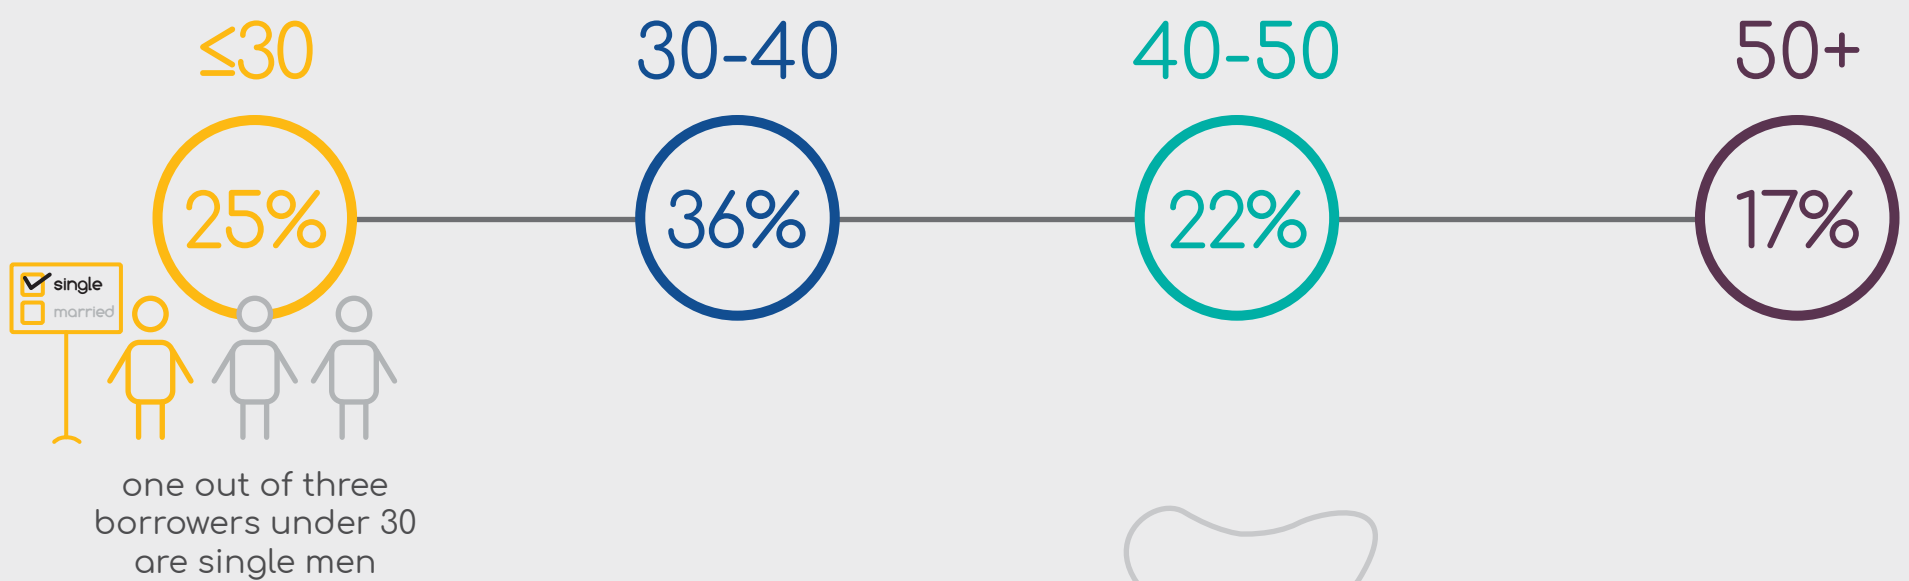 ≤30
30-40
40-50
50+
25%
36%
22%
17%
single
married
one out of three
borrowers under 30
are single men